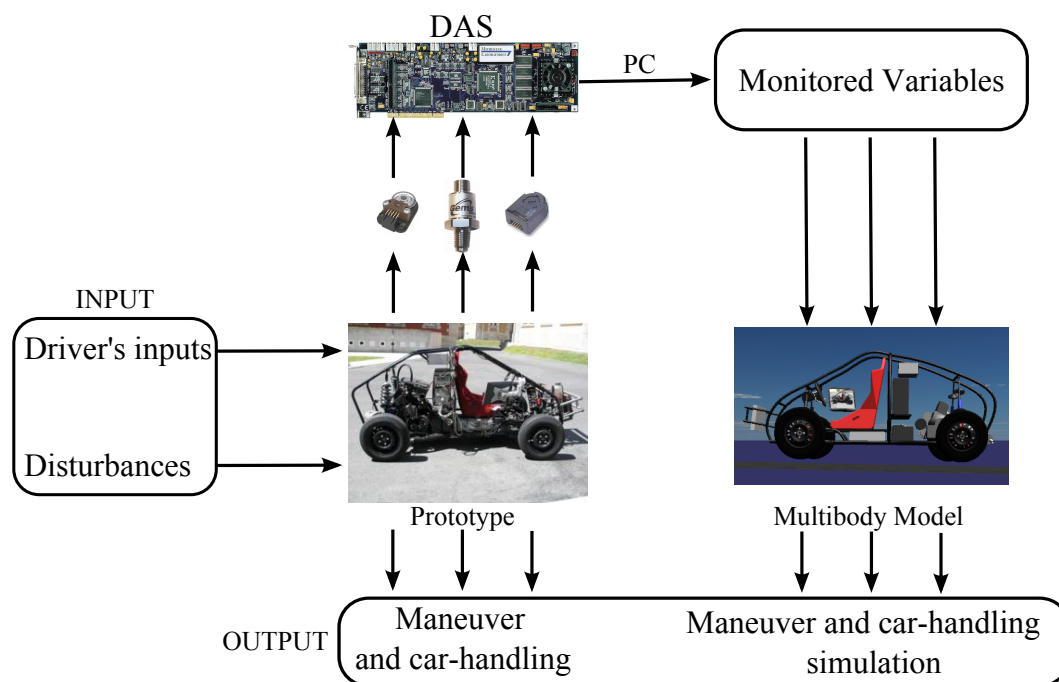 DAS
PC
Monitored Variables
Gems
INPUT
Driver's inputs
Disturbances
Prototype
Multibody Model
OUTPUT
Maneuver
and car-handling
Maneuver and car-handling
simulation